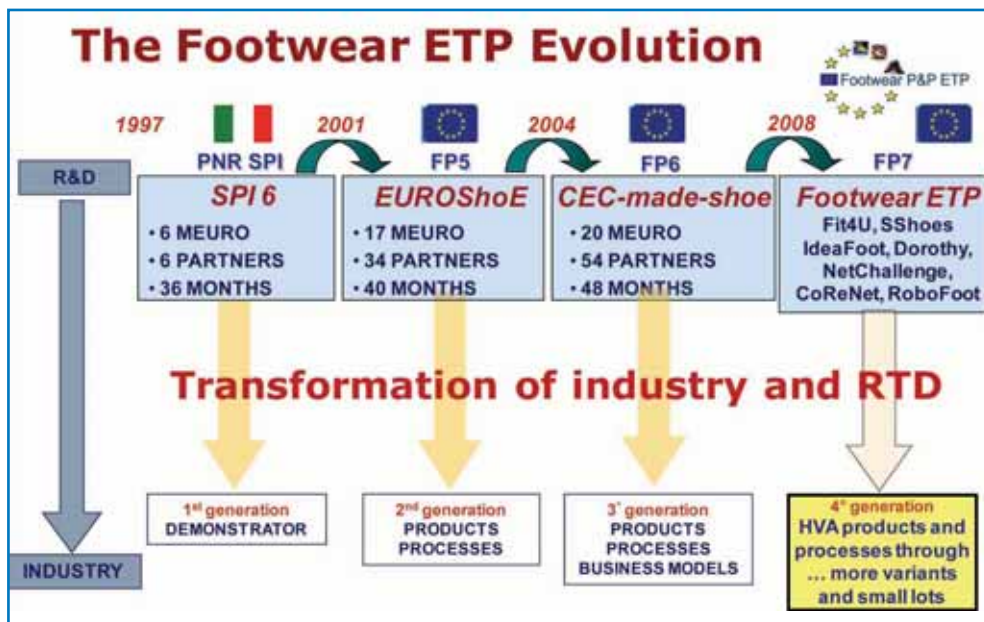 The Footwear ETP Evolution
Footwear P&P ETP
1997
2001
2004
2008
PNR SPI
FP5
FP6
FP7
R&D
SPI 6
• 6 MEURO
• 6 PARTNERS
• 36 MONTHS
EUROShoE
• 17 MEURO
• 34 PARTNERS
• 40 MONTHS
CEC-made-shoe
• 20 MEURO
• 54 PARTNERS
• 48 MONTHS
Footwear ETP
Fit4U, SShoes
IdeaFoot, Dorothy,
NetChallenge,
CoReNet, RoboFoot
Transformation of industry and RTD
INDUSTRY
1st generation
DEMONSTRATOR
2nd generation
PRODUCTS
PROCESSES
3° generation
PRODUCTS
PROCESSES
BUSINESS MODELS
4° generation
HVA products and
processes through
... more variants
and small lots